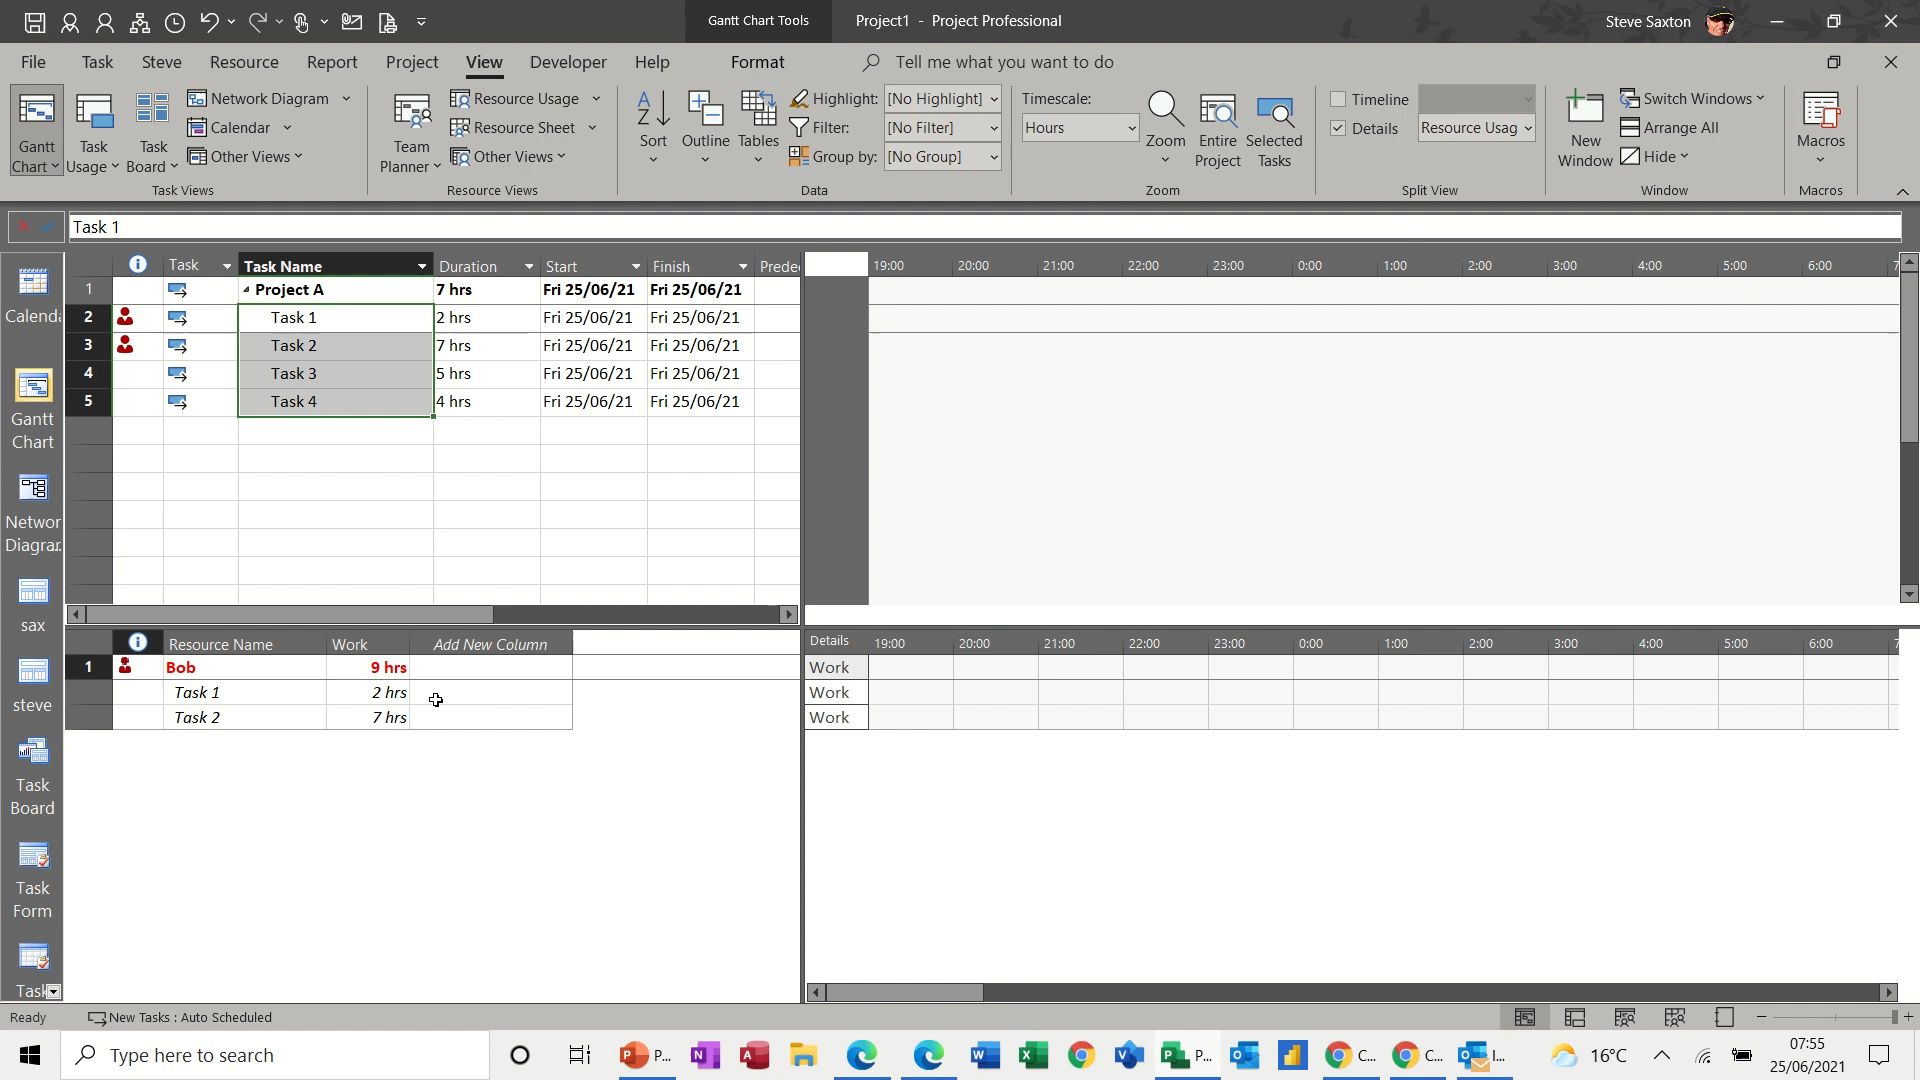 Gantt Chart Tools
Project1 - Project Professional
Steve Saxton
File Task Steve Resource Report Project View Developer Help Format Tell me what you want to do
Gantt Chart
Task Usage
Task Board
Network Diagram
Calendar
Other Views
Task Views
Team Planner
Resource Usage
Resource Sheet
Other Views
Resource Views
Sort
Outline
Tables
Highlight: [No Highlight]
Filter: [No Filter]
Group by: [No Group]
Data
Timescale:
Hours
Zoom
Entire Project
Selected Tasks
Zoom
Timeline
Details Resource Usag
Split View
New Window
Switch Windows
Arrange All
Hide
Window
Macros
Macros
Task 1
Task Task Name Duration Start Finish Prede
1 Project A 7 hrs Fri 25/06/21 Fri 25/06/21
2 Task 1 2 hrs Fri 25/06/21 Fri 25/06/21
3 Task 2 7 hrs Fri 25/06/21 Fri 25/06/21
4 Task 3 5 hrs Fri 25/06/21 Fri 25/06/21
5 Task 4 4 hrs Fri 25/06/21 Fri 25/06/21
19:00 20:00 21:00 22:00 23:00 0:00 1:00 2:00 3:00 4:00 5:00 6:00 7
Calenda
Gantt
Chart
Networ
Diagrar
sax
steve
Task
Board
Task
Form
Task
Resource Name Work Add New Column
1 Bob 9 hrs
Task 1 2 hrs
Task 2 7 hrs
Details 19:00 20:00 21:00 22:00 23:00 0:00 1:00 2:00 3:00 4:00 5:00 6:00 7
Work
Work
Work
Ready New Tasks : Auto Scheduled
Type here to search
P...
P...
C...
C...
I...
16°C
07:55
25/06/2021